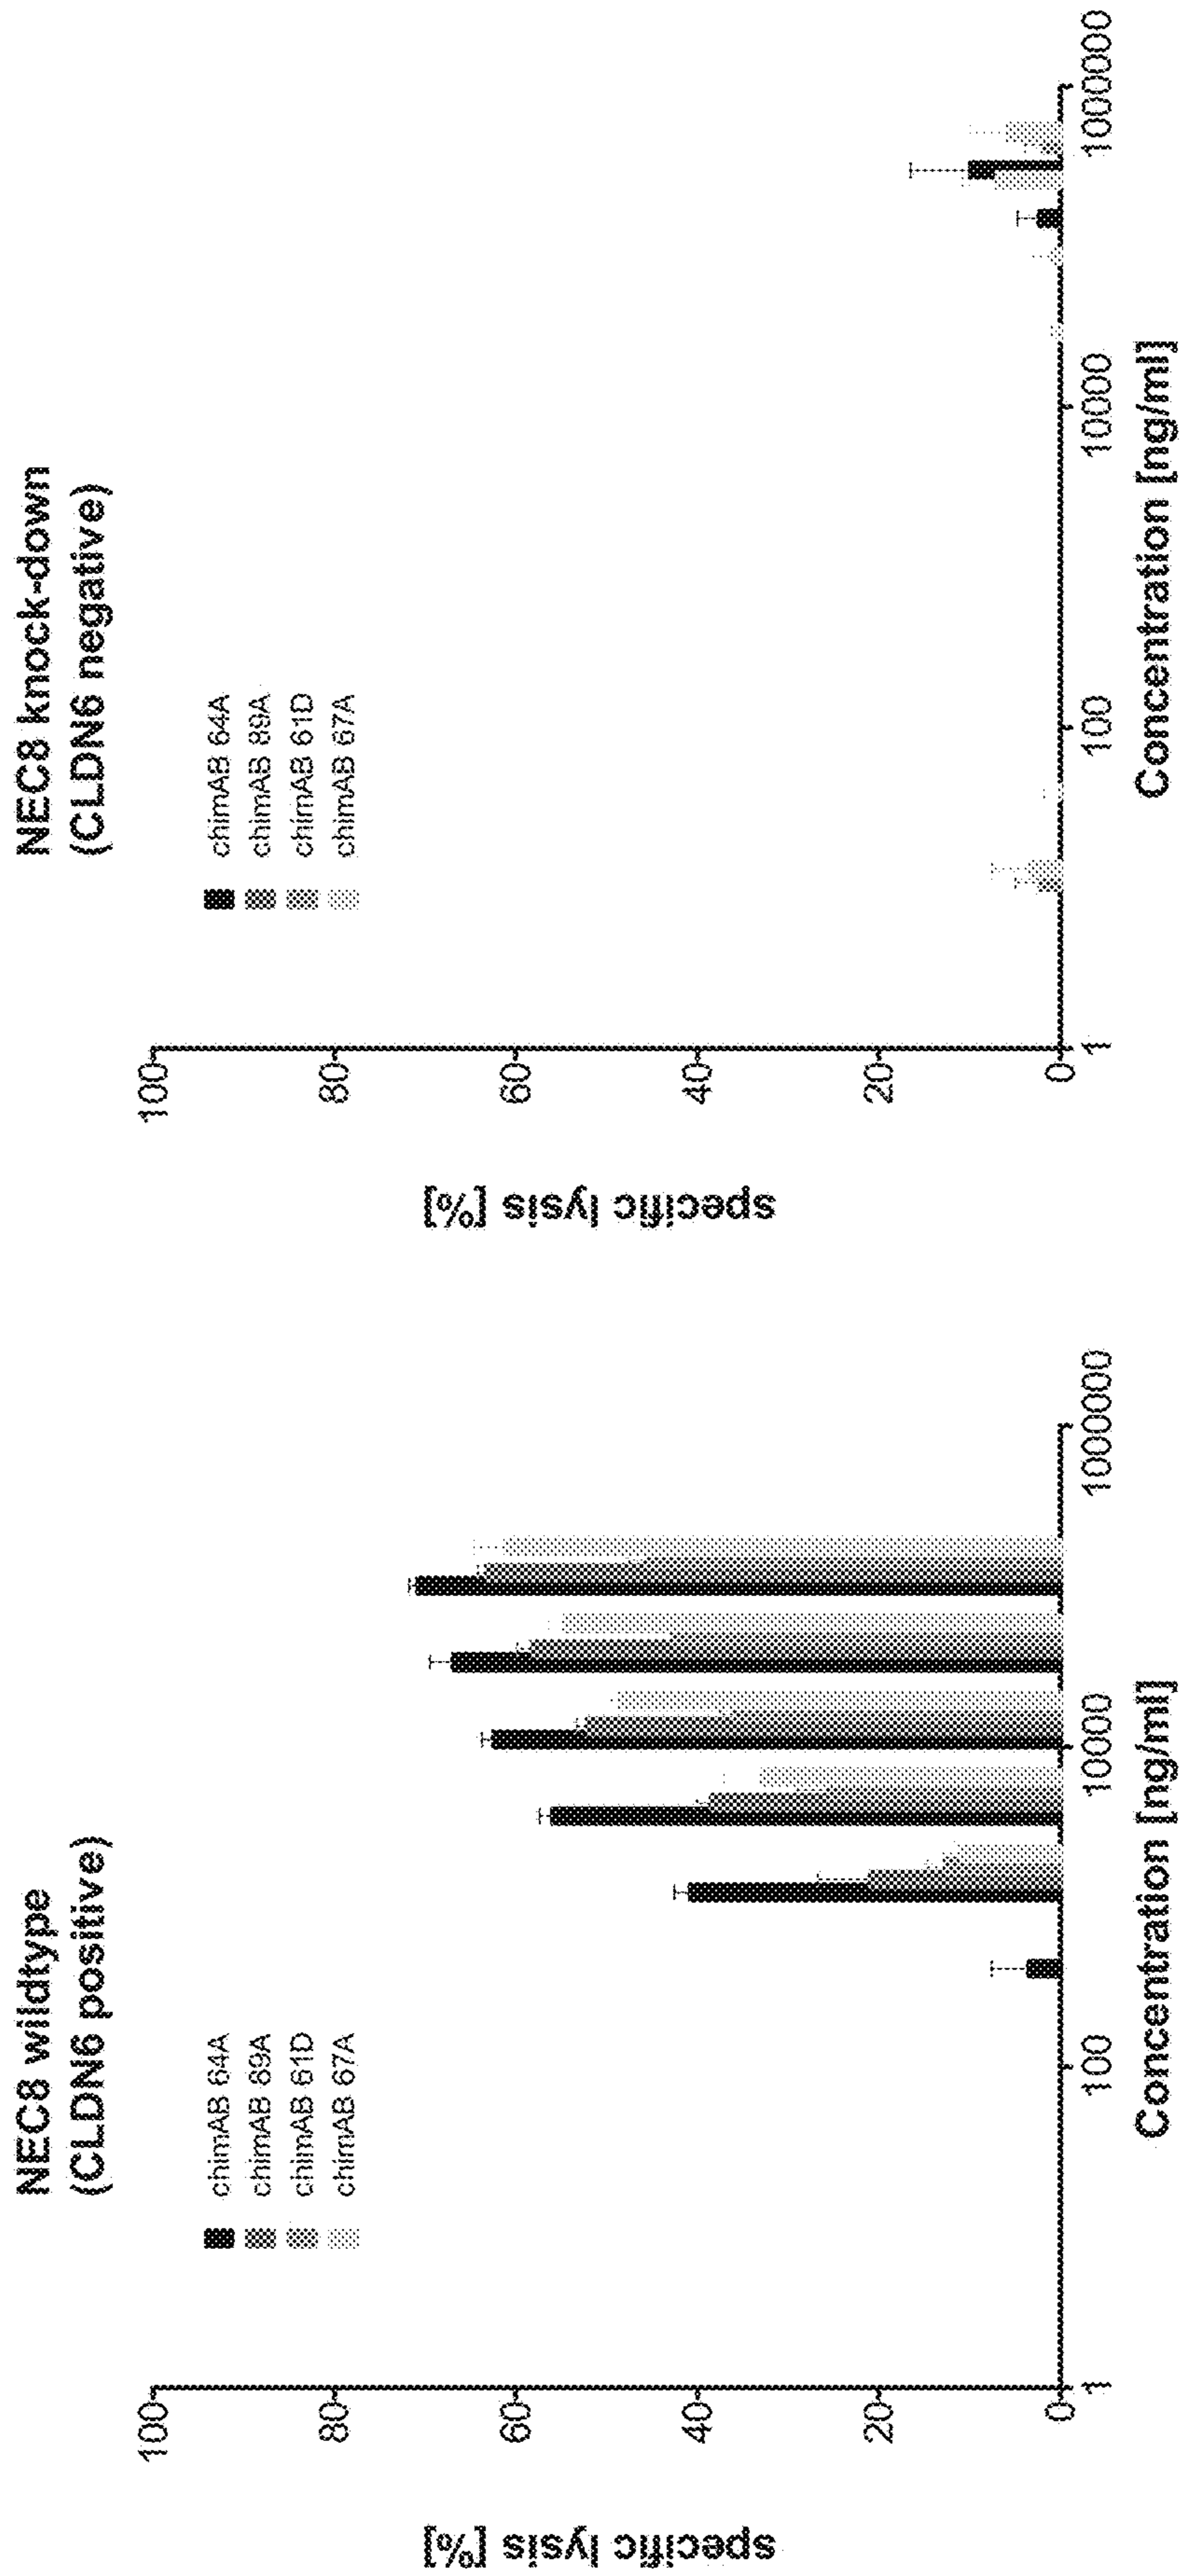 NEC8 wildtype
(CLDN6 positive)
chimAB 64A
chimAB 89A
chimAB 61D
chimAB 67A
specific lysis [%]
100
80
60
40
20
0
1
100
10000
1000000
Concentration [ng/ml]
NEC8 knock-down
(CLDN6 negative)
chimAB 64A
chimAB 89A
chimAB 61D
chimAB 67A
specific lysis [%]
100
80
60
40
20
0
1
100
10000
1000000
Concentration [ng/ml]